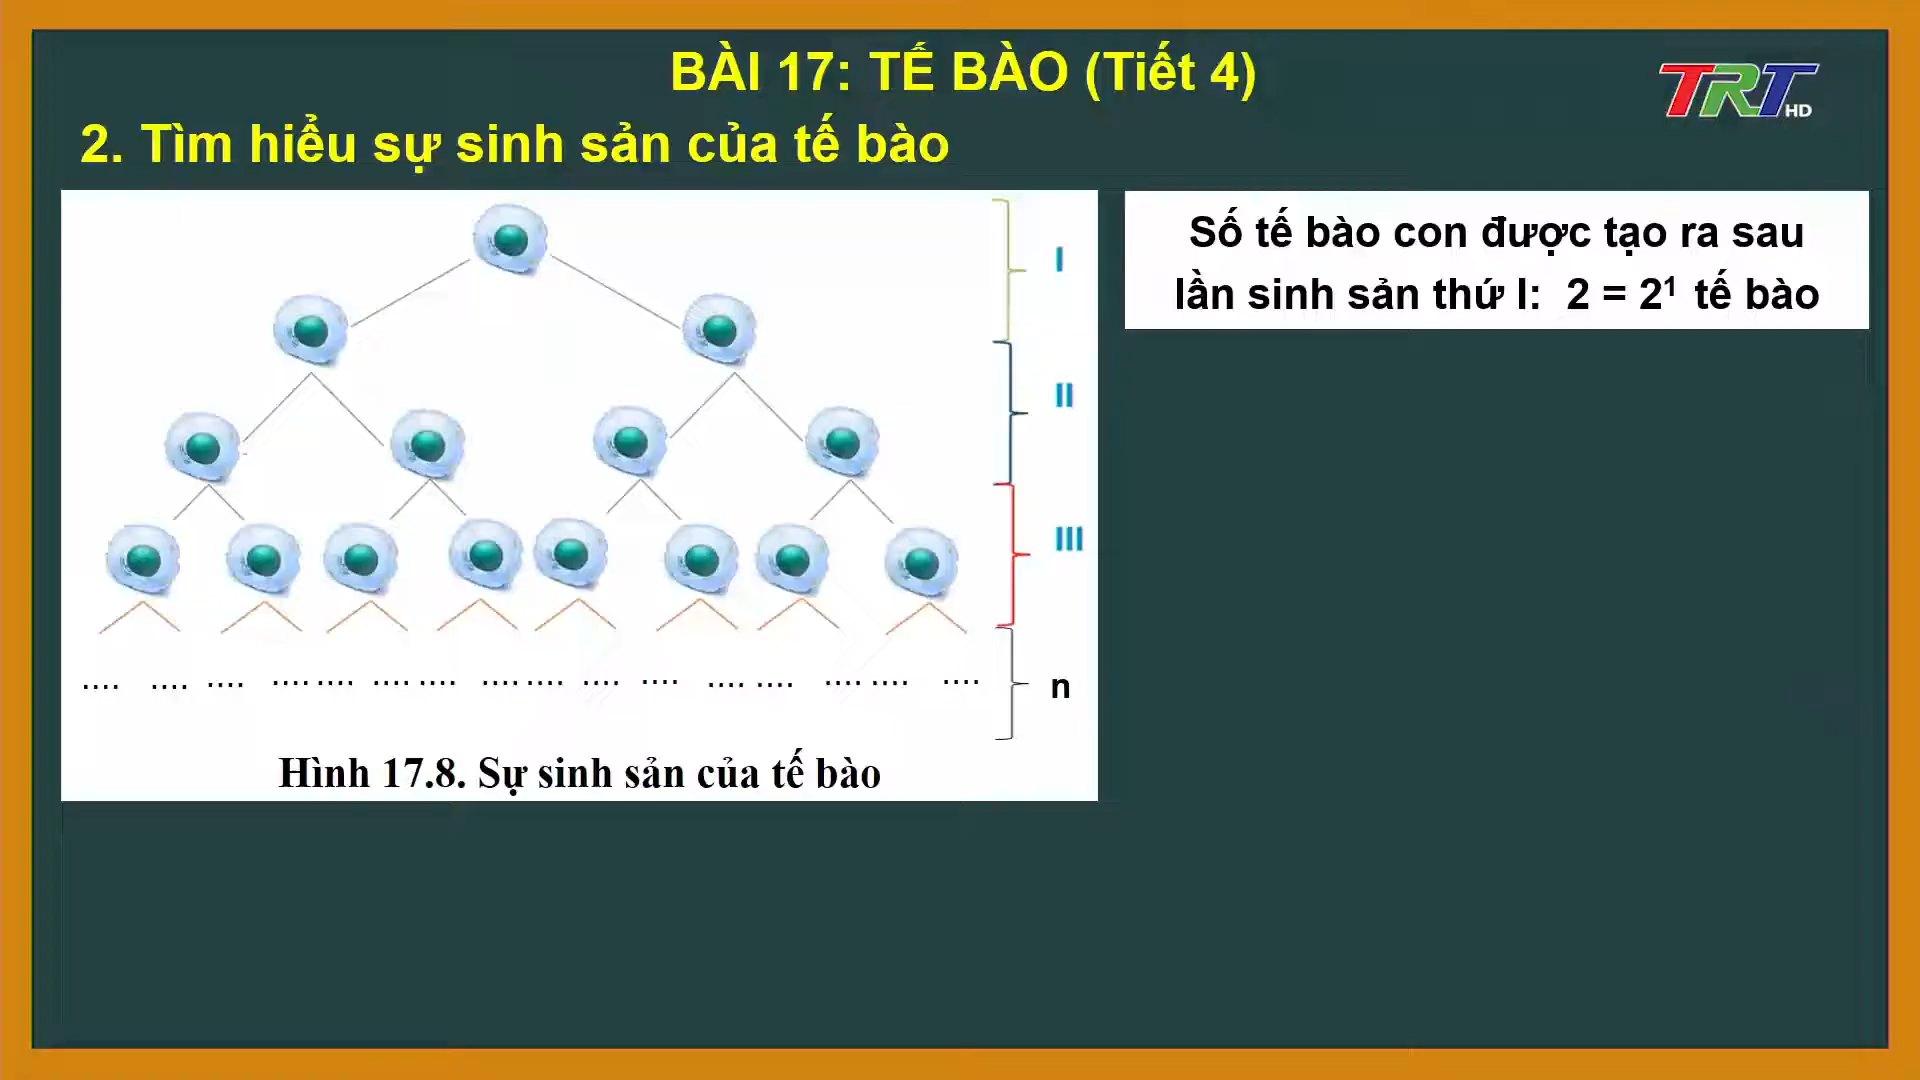 BÀI 17: TẾ BÀO (Tiết 4)
TRT HD
2. Tìm hiểu sự sinh sản của tế bào
I
II
III
.... .... .... .... .... .... .... .... .... .... .... .... .... .... .... ....
n
Hình 17.8. Sự sinh sản của tế bào
Số tế bào con được tạo ra sau
lần sinh sản thứ I: 2 = 2¹ tế bào